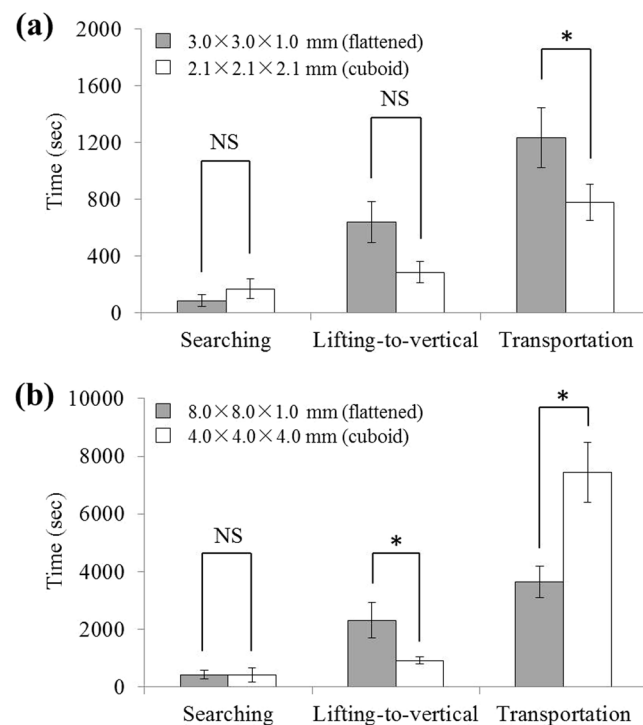 (a)
2000
1600
1200
800
400
0
Time (sec)
3.0×3.0×1.0 mm (flattened)
2.1×2.1×2.1 mm (cuboid)
NS
NS
*
Searching
Lifting-to-vertical
Transportation
(b)
10000
8000
6000
4000
2000
0
Time (sec)
8.0×8.0×1.0 mm (flattened)
4.0×4.0×4.0 mm (cuboid)
NS
*
*
Searching
Lifting-to-vertical
Transportation